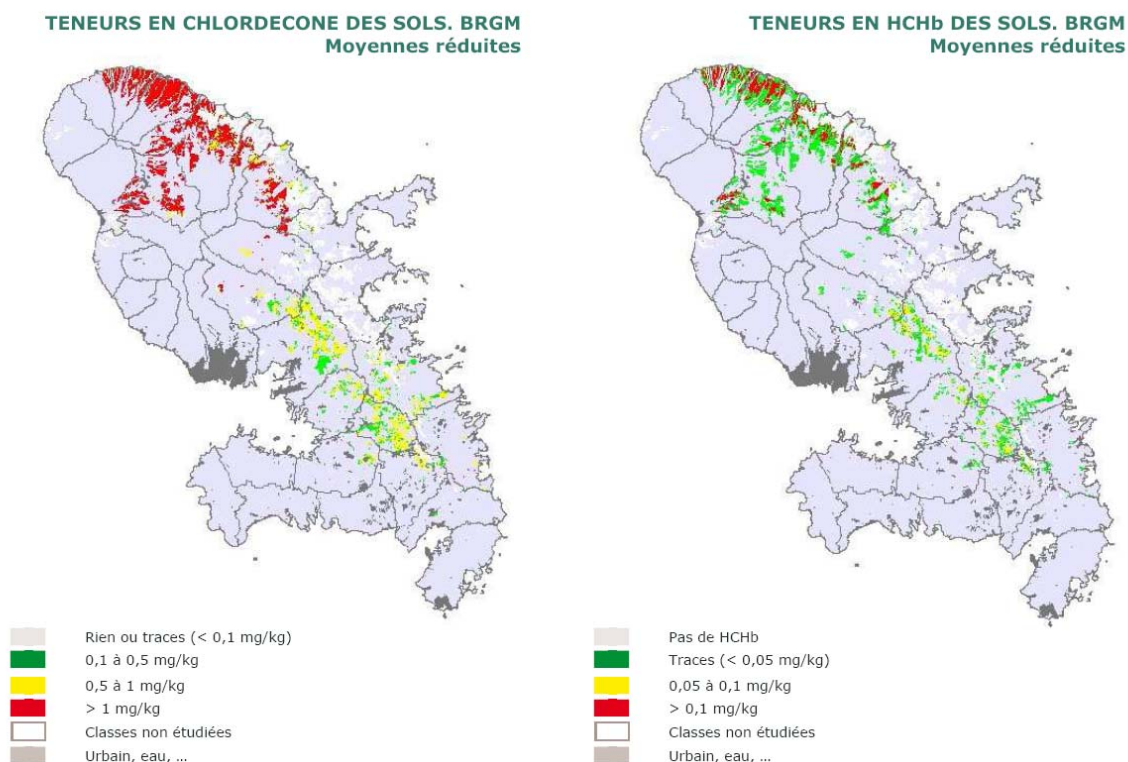 TENEURS EN CHLORDECONE DES SOLS. BRGM
Moyennes réduites
Rien ou traces (< 0,1 mg/kg)
0,1 à 0,5 mg/kg
0,5 à 1 mg/kg
> 1 mg/kg
Classes non étudiées
Urbain, eau, ...
TENEURS EN HCHb DES SOLS. BRGM
Moyennes réduites
Pas de HCHb
Traces (< 0,05 mg/kg)
0,05 à 0,1 mg/kg
> 0,1 mg/kg
Classes non étudiées
Urbain, eau, ...